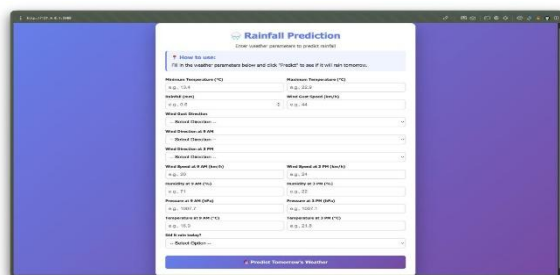 Rainfall Prediction
Enter weather parameters to predict rainfall
How to use:
Fill in the weather parameters below and click "Predict" to see if it will rain tomorrow.
Minimum Temperature (°C) Maximum Temperature (°C)
e.g., 13.4 e.g., 22.9
Rainfall (mm) Wind Gust Speed (km/h)
e.g., 0.6 e.g., 44
Wind Gust Direction
-- Select Direction --
Wind Direction at 9 AM
-- Select Direction --
Wind Direction at 3 PM
-- Select Direction --
Wind Speed at 9 AM (km/h) Wind Speed at 3 PM (km/h)
e.g., 20 e.g., 24
Humidity at 9 AM (%) Humidity at 3 PM (%)
e.g., 71 e.g., 22
Pressure at 9 AM (hPa) Pressure at 3 PM (hPa)
e.g., 1007.7 e.g., 1007.1
Temperature at 9 AM (°C) Temperature at 3 PM (°C)
e.g., 16.9 e.g., 21.8
Did it rain today?
-- Select Option --
Predict Tomorrow's Weather